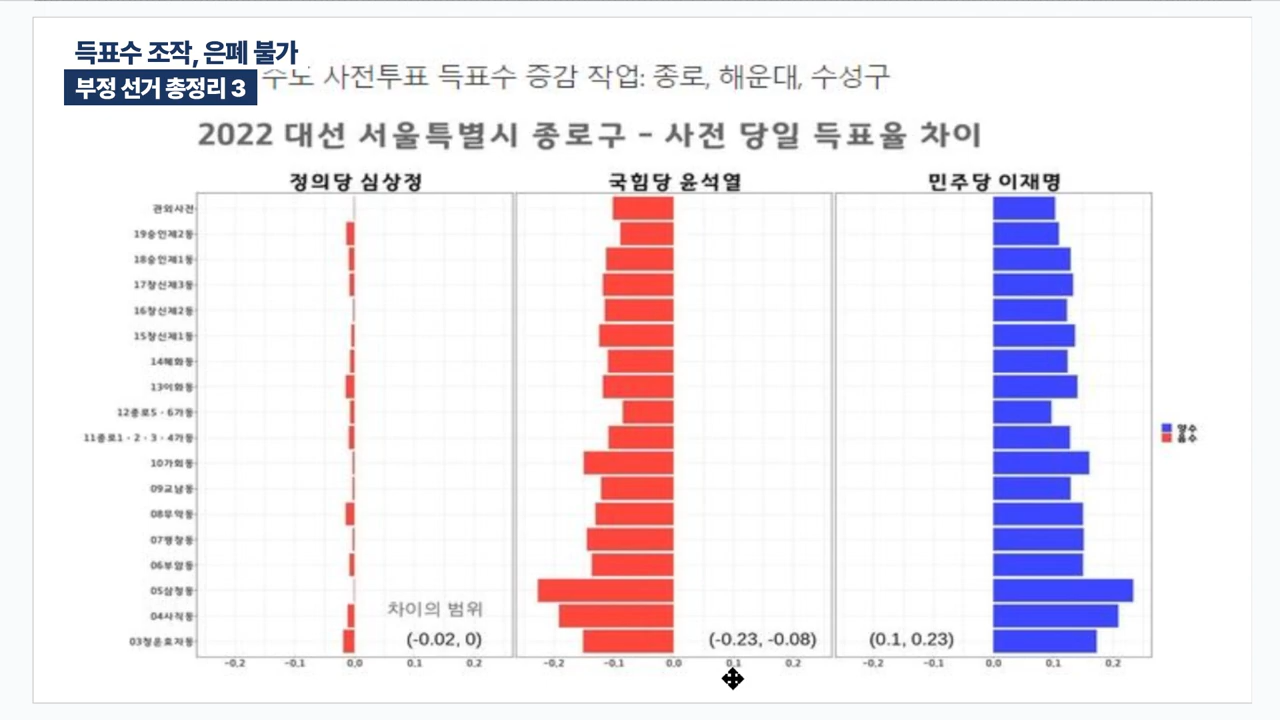 득표수 조작, 은폐 불가
부정 선거 총정리 3
수도 사전투표 득표수 증감 작업: 종로, 해운대, 수성구
2022 대선 서울특별시 종로구 - 사전 당일 득표율 차이
정의당 심상정 국힘당 윤석열 민주당 이재명
관외사전
19숭인제2동
18숭인제1동
17창신제3동
16창신제2동
15창신제1동
14혜화동
13이화동
12종로5·6가동
11종로1·2·3·4가동
10가회동
09교남동
08무악동
07평창동
06부암동
05삼청동
04사직동
03청운효자동
양수
음수
차이의 범위
(-0.02, 0) (-0.23, -0.08) (0.1, 0.23)
-0.2 -0.1 0.0 0.1 0.2 -0.2 -0.1 0.0 0.1 0.2 -0.2 -0.1 0.0 0.1 0.2